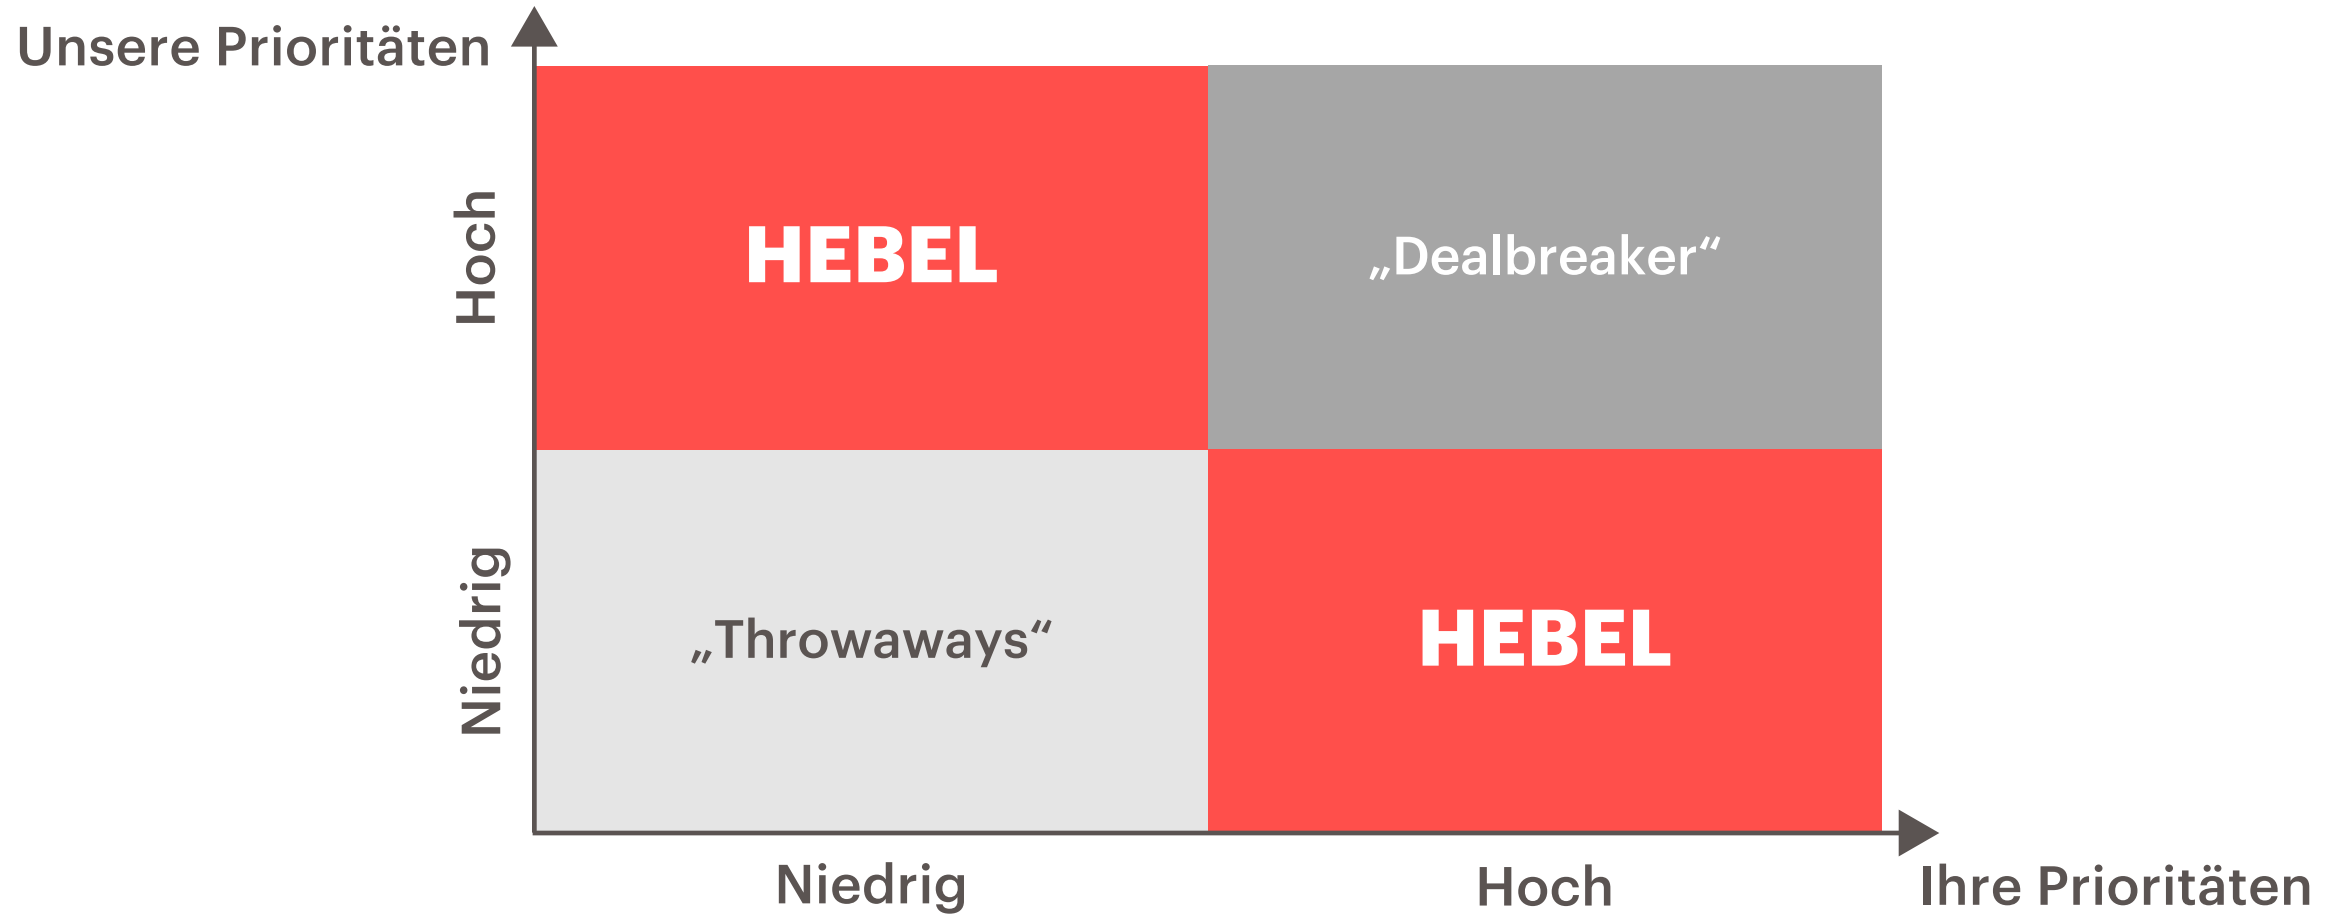 Unsere Prioritäten
Hoch
HEBEL
„Dealbreaker“
Niedrig
„Throwaways“
HEBEL
Niedrig
Hoch
Ihre Prioritäten